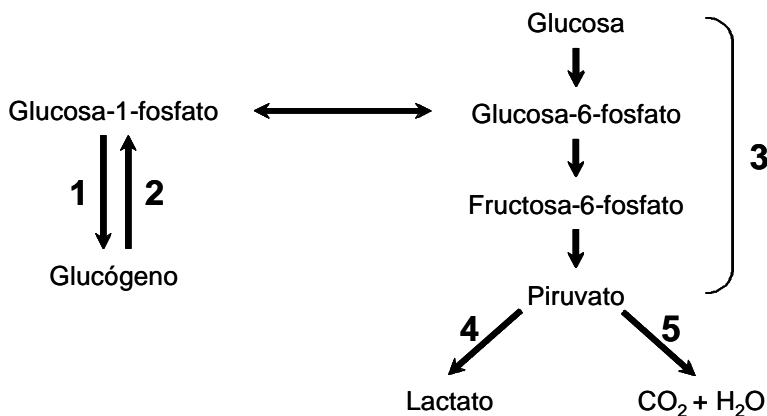 Glucosa
Glucosa-1-fosfato
Glucosa-6-fosfato
3
1
2
Fructosa-6-fosfato
Glucógeno
Piruvato
4
5
Lactato
CO₂ + H₂O